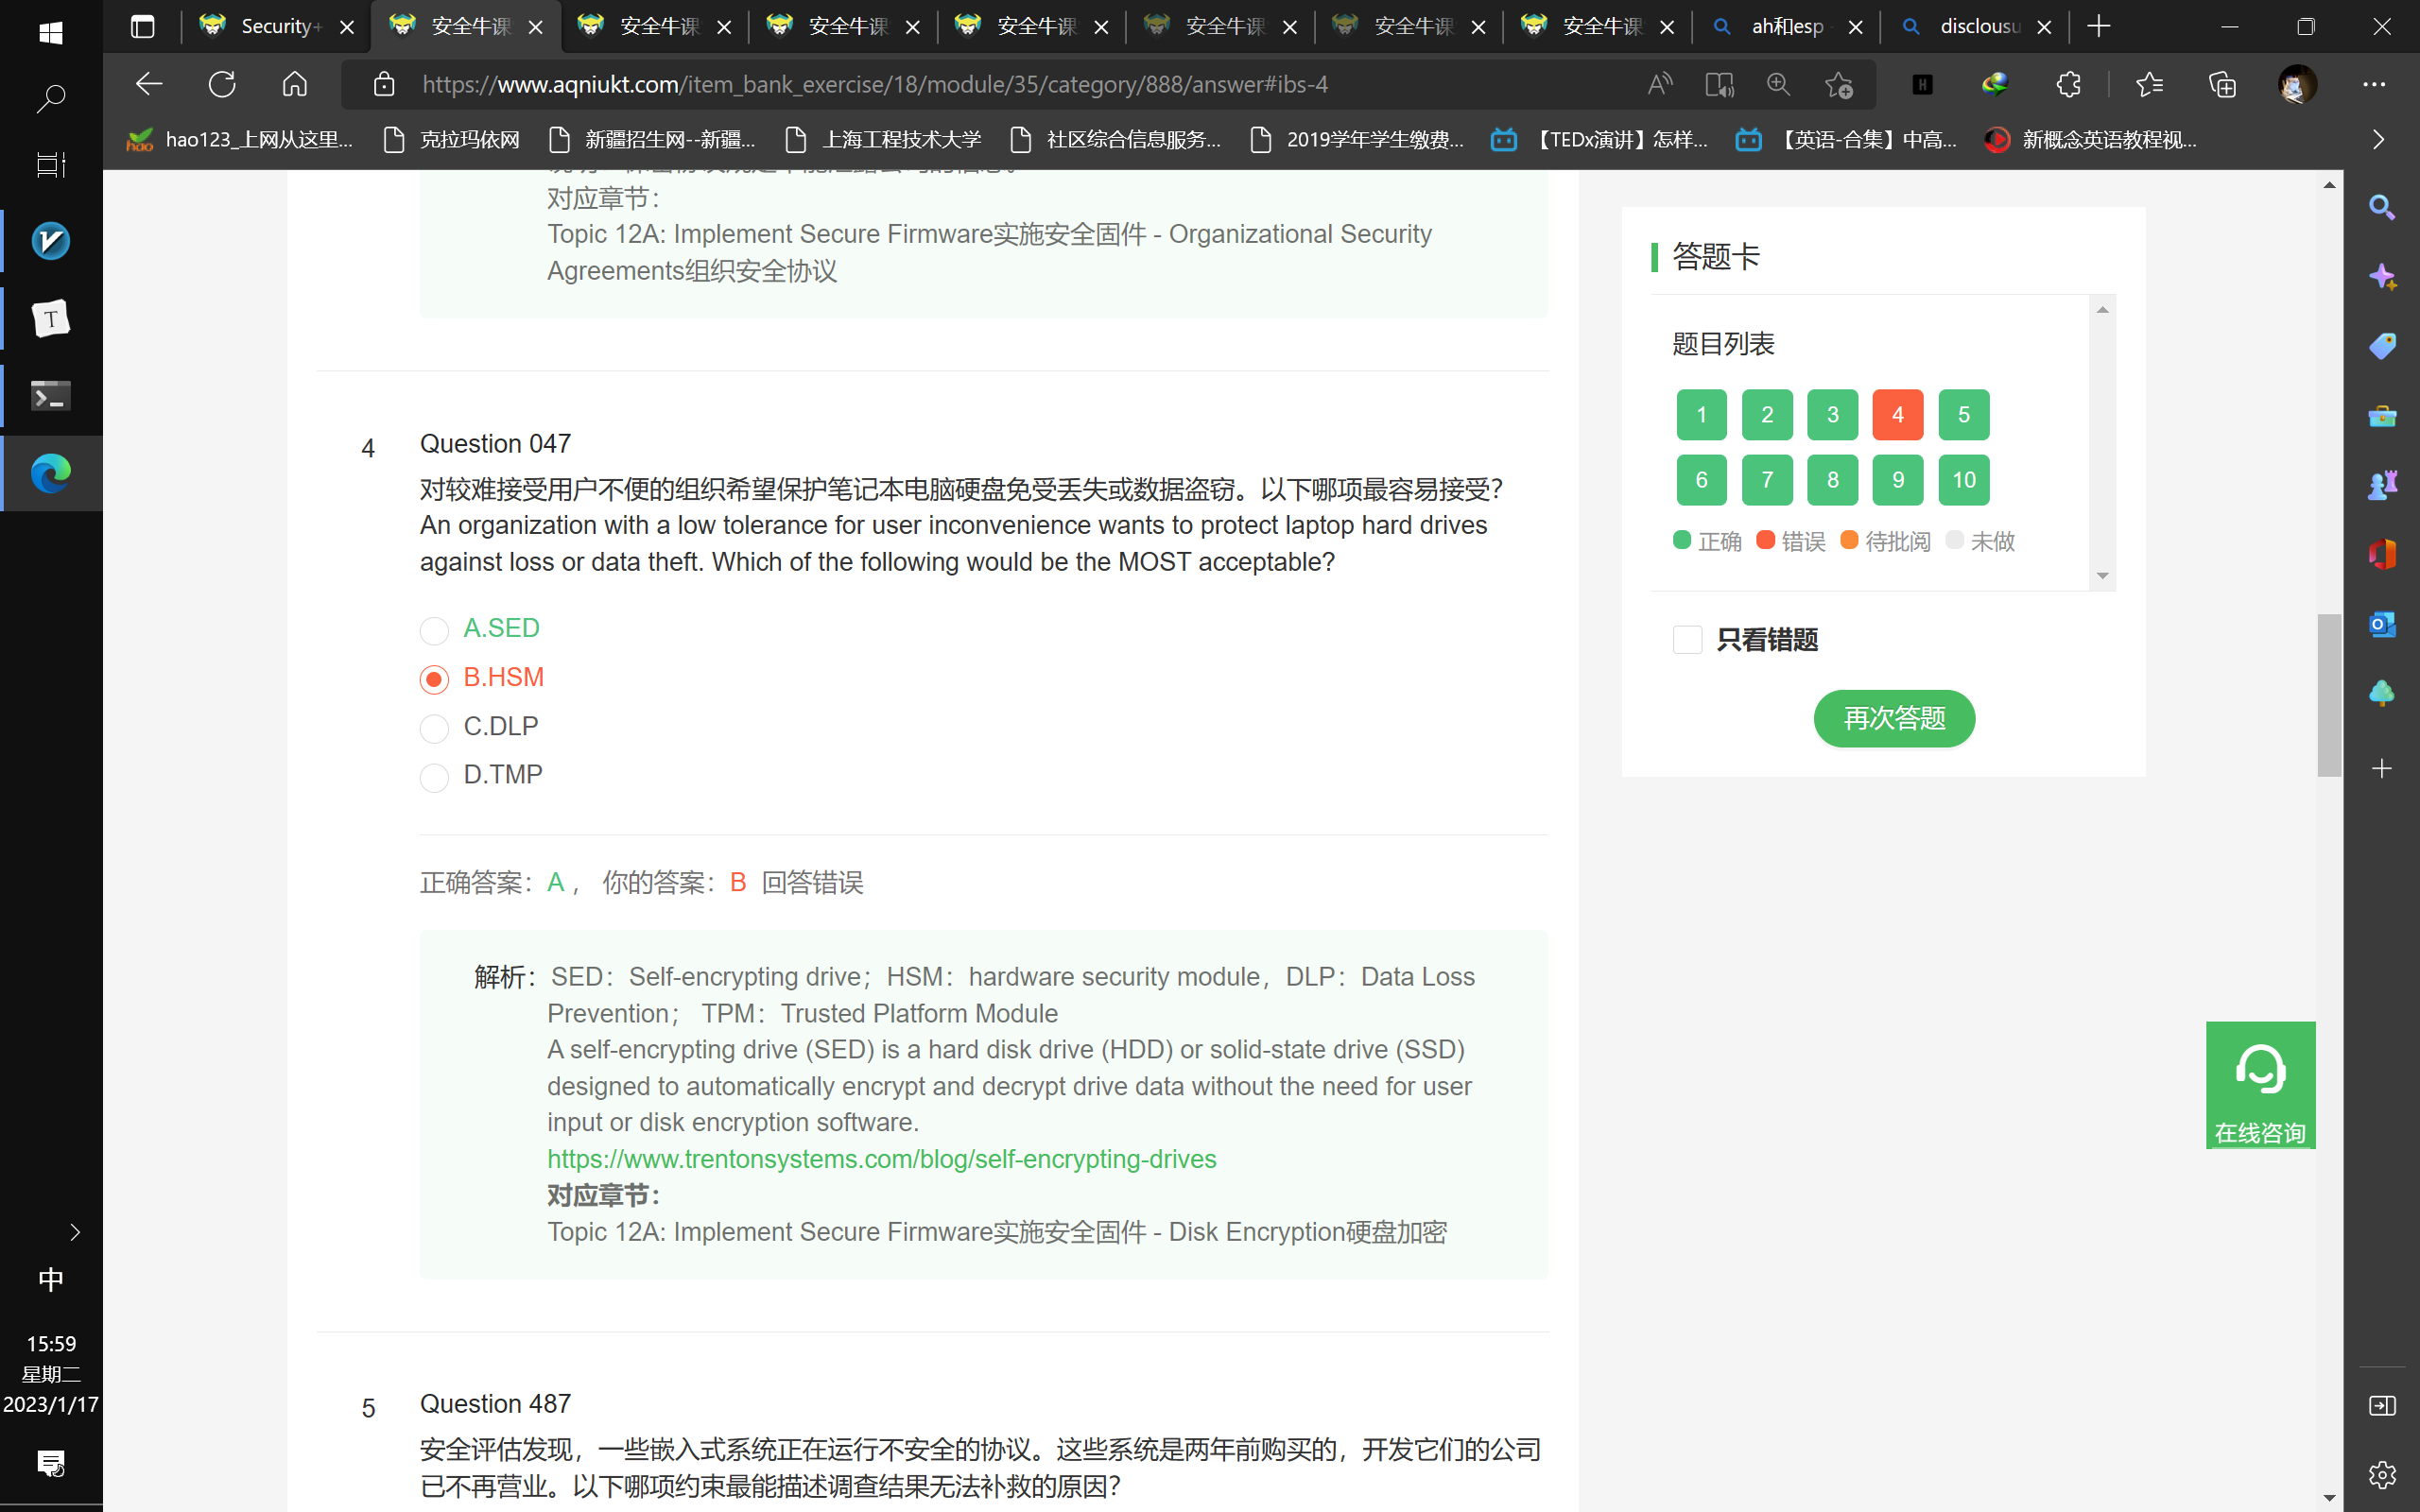 Security+
安全牛课
安全牛课
安全牛课
安全牛课
安全牛课
安全牛课
安全牛课
ah和esp
disclousu
https://www.aqniukt.com/item_bank_exercise/18/module/35/category/888/answer#ibs-4
hao123_上网从这里...
克拉玛依网
新疆招生网--新疆...
上海工程技术大学
社区综合信息服务...
2019学年学生缴费...
【TEDx演讲】怎样...
【英语-合集】中高...
新概念英语教程视...
对应章节：
Topic 12A: Implement Secure Firmware实施安全固件 - Organizational Security
Agreements组织安全协议
4
Question 047
对较难接受用户不便的组织希望保护笔记本电脑硬盘免受丢失或数据盗窃。以下哪项最容易接受？
An organization with a low tolerance for user inconvenience wants to protect laptop hard drives
against loss or data theft. Which of the following would be the MOST acceptable?
A.SED
B.HSM
C.DLP
D.TMP
正确答案：A ， 你的答案：B 回答错误
解析：SED：Self-encrypting drive；HSM：hardware security module，DLP：Data Loss
Prevention； TPM：Trusted Platform Module
A self-encrypting drive (SED) is a hard disk drive (HDD) or solid-state drive (SSD)
designed to automatically encrypt and decrypt drive data without the need for user
input or disk encryption software.
https://www.trentonsystems.com/blog/self-encrypting-drives
对应章节：
Topic 12A: Implement Secure Firmware实施安全固件 - Disk Encryption硬盘加密
5
Question 487
安全评估发现，一些嵌入式系统正在运行不安全的协议。这些系统是两年前购买的，开发它们的公司
已不再营业。以下哪项约束最能描述调查结果无法补救的原因？
答题卡
题目列表
1 2 3 4 5
6 7 8 9 10
正确 错误 待批阅 未做
只看错题
再次答题
在线咨询
中
15:59
星期二
2023/1/17